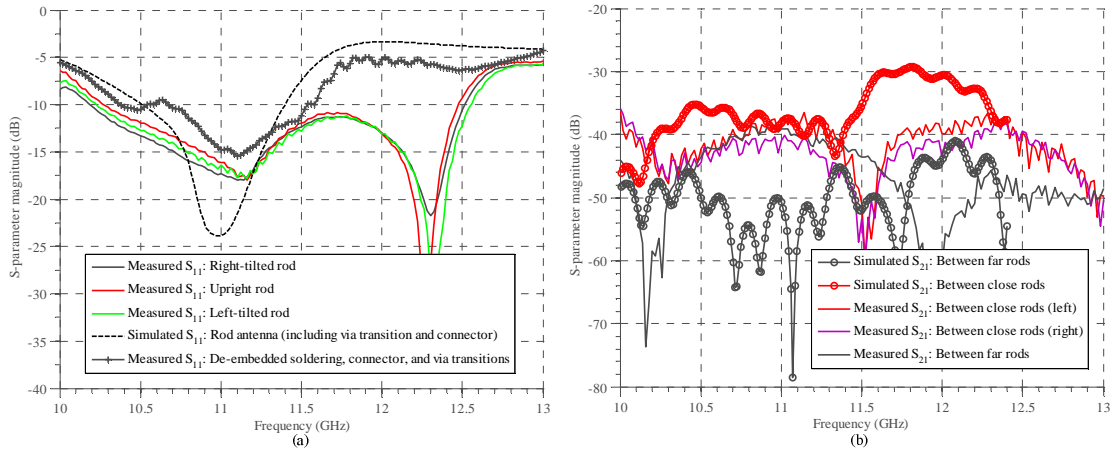 5
0
-5
-10
-15
-20
-25
-30
-35
-40
10
10.5
11
11.5
12
12.5
13
Frequency (GHz)
S-parameter magnitude (dB)
Measured S11: Right-tilted rod
Measured S11: Upright rod
Measured S11: Left-tilted rod
Simulated S11: Rod antenna (including via transition and connector)
Measured S11: De-embedded soldering, connector, and via transitions
(a)
-20
-30
-40
-50
-60
-70
-80
10
10.5
11
11.5
12
12.5
13
Frequency (GHz)
S-parameter magnitude (dB)
Simulated S21: Between far rods
Simulated S21: Between close rods
Measured S21: Between close rods (left)
Measured S21: Between close rods (right)
Measured S21: Between far rods
(b)